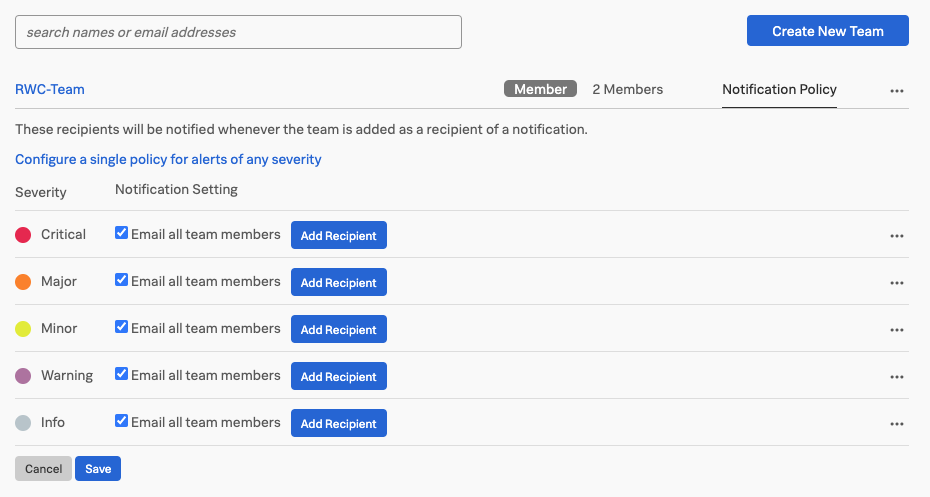 search names or email addresses
Create New Team
RWC-Team Member 2 Members Notification Policy ...
These recipients will be notified whenever the team is added as a recipient of a notification.
Configure a single policy for alerts of any severity
Severity Notification Setting
Critical Email all team members Add Recipient ...
Major Email all team members Add Recipient ...
Minor Email all team members Add Recipient ...
Warning Email all team members Add Recipient ...
Info Email all team members Add Recipient ...
Cancel Save